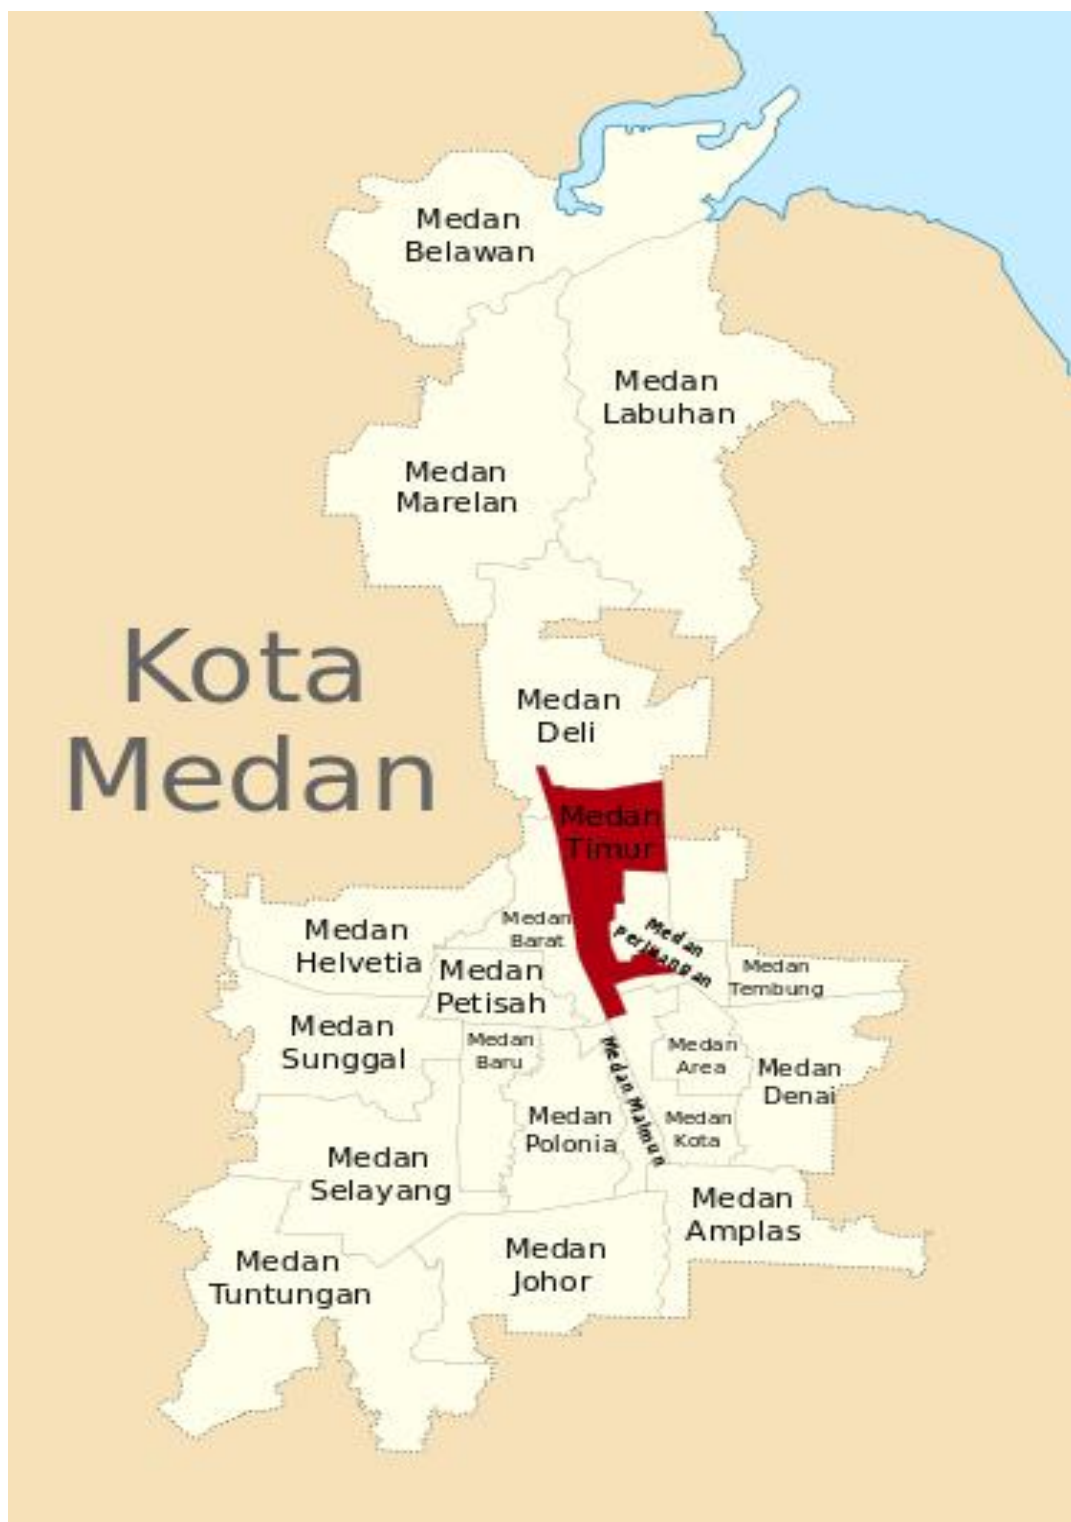 Medan
Belawan
Medan
Labuhan
Medan
Marelan
Kota
Medan
Medan
Deli
Medan
Timur
Medan
Barat
Medan
Perjuangan
Medan
Helvetia
Medan
Petisah
Medan
Tembung
Medan
Sunggal
Medan
Baru
Medan Maimun
Medan
Area
Medan
Denai
Medan
Polonia
Medan
Kota
Medan
Selayang
Medan
Amplas
Medan
Johor
Medan
Tuntungan